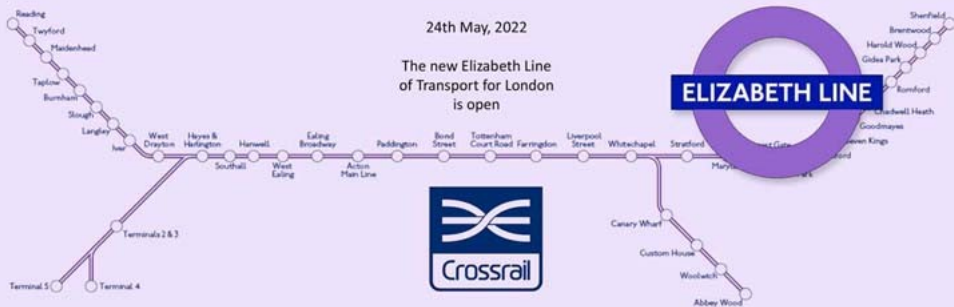 24th May, 2022
The new Elizabeth Line
of Transport for London
is open
ELIZABETH LINE
Crossrail
Reading
Twyford
Maidenhead
Taplow
Burnham
Slough
Langley
Iver
West
Drayton
Hayes &
Harlington
Southall
Hanwell
West
Ealing
Ealing
Broadway
Acton
Main Line
Paddington
Bond
Street
Tottenham
Court Road
Farringdon
Liverpool
Street
Whitechapel
Stratford
Shenfield
Brentwood
Harold Wood
Gidea Park
Romford
Chadwell Heath
Goodmayes
Terminals 2 & 3
Terminal 5
Terminal 4
Canary Wharf
Custom House
Woolwich
Abbey Wood